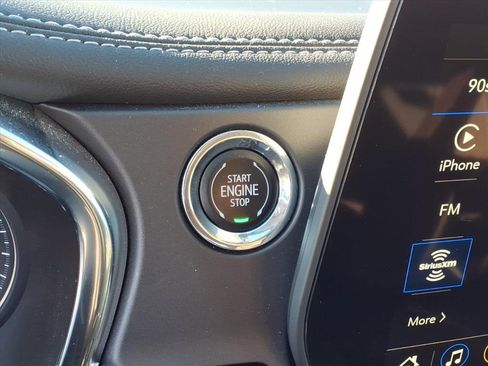 START
ENGINE
STOP
90s
iPhone
FM
SiriusXM
More >